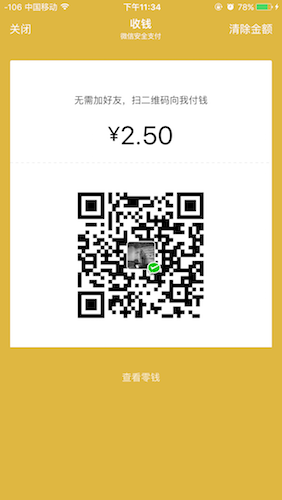 -106 中国移动 下午11:34 78%
关闭 收钱 清除金额
微信安全支付
无需加好友，扫二维码向我付钱
¥2.50
查看零钱